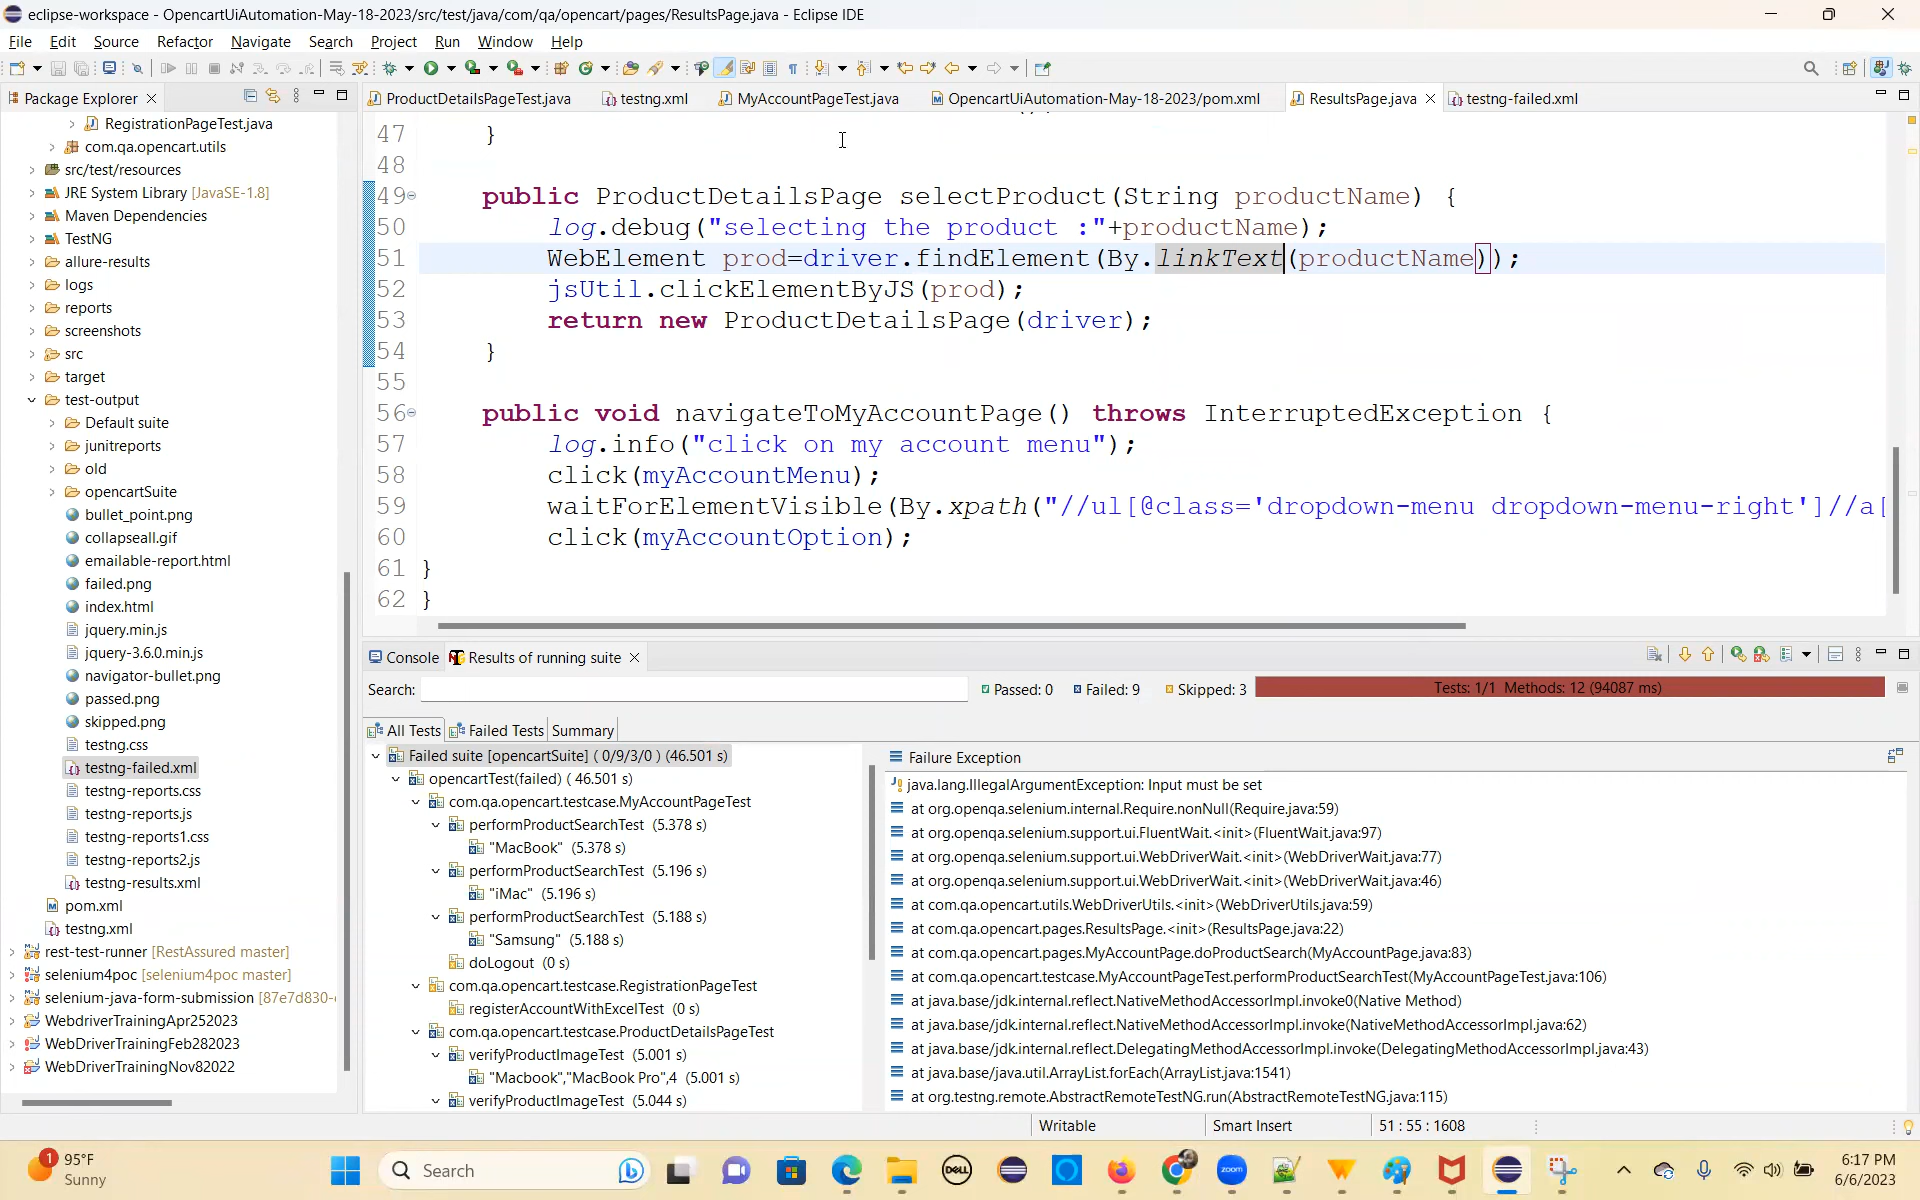 eclipse-workspace - OpencartUiAutomation-May-18-2023/src/test/java/com/qa/opencart/pages/ResultsPage.java - Eclipse IDE
File Edit Source Refactor Navigate Search Project Run Window Help
Package Explorer
RegistrationPageTest.java
com.qa.opencart.utils
src/test/resources
JRE System Library [JavaSE-1.8]
Maven Dependencies
TestNG
allure-results
logs
reports
screenshots
src
target
test-output
Default suite
junitreports
old
opencartSuite
bullet_point.png
collapseall.gif
emailable-report.html
failed.png
index.html
jquery.min.js
jquery-3.6.0.min.js
navigator-bullet.png
passed.png
skipped.png
testng.css
testng-failed.xml
testng-reports.css
testng-reports.js
testng-reports1.css
testng-reports2.js
testng-results.xml
pom.xml
testng.xml
rest-test-runner [RestAssured master]
selenium4poc [selenium4poc master]
selenium-java-form-submission [87e7d830-
WebdriverTrainingApr252023
WebDriverTrainingFeb282023
WebDriverTrainingNov82022
ProductDetailsPageTest.java testng.xml MyAccountPageTest.java OpencartUiAutomation-May-18-2023/pom.xml ResultsPage.java testng-failed.xml
47 }
48
49 public ProductDetailsPage selectProduct(String productName) {
50 log.debug("selecting the product :"+productName);
51 WebElement prod=driver.findElement(By.linkText(productName));
52 jsUtil.clickElementByJS(prod);
53 return new ProductDetailsPage(driver);
54 }
55
56 public void navigateToMyAccountPage() throws InterruptedException {
57 log.info("click on my account menu");
58 click(myAccountMenu);
59 waitForElementVisible(By.xpath("//ul[@class='dropdown-menu dropdown-menu-right']//a[
60 click(myAccountOption);
61 }
62 }
Console Results of running suite
Search: Passed: 0 Failed: 9 Skipped: 3 Tests: 1/1 Methods: 12 (94087 ms)
All Tests Failed Tests Summary
Failed suite [opencartSuite] ( 0/9/3/0 ) (46.501 s)
opencartTest(failed) ( 46.501 s)
com.qa.opencart.testcase.MyAccountPageTest
performProductSearchTest (5.378 s)
"MacBook" (5.378 s)
performProductSearchTest (5.196 s)
"iMac" (5.196 s)
performProductSearchTest (5.188 s)
"Samsung" (5.188 s)
doLogout (0 s)
com.qa.opencart.testcase.RegistrationPageTest
registerAccountWithExcelTest (0 s)
com.qa.opencart.testcase.ProductDetailsPageTest
verifyProductImageTest (5.001 s)
"Macbook","MacBook Pro",4 (5.001 s)
verifyProductImageTest (5.044 s)
Failure Exception
java.lang.IllegalArgumentException: Input must be set
at org.openqa.selenium.internal.Require.nonNull(Require.java:59)
at org.openqa.selenium.support.ui.FluentWait.<init>(FluentWait.java:97)
at org.openqa.selenium.support.ui.WebDriverWait.<init>(WebDriverWait.java:77)
at org.openqa.selenium.support.ui.WebDriverWait.<init>(WebDriverWait.java:46)
at com.qa.opencart.utils.WebDriverUtils.<init>(WebDriverUtils.java:59)
at com.qa.opencart.pages.ResultsPage.<init>(ResultsPage.java:22)
at com.qa.opencart.pages.MyAccountPage.doProductSearch(MyAccountPage.java:83)
at com.qa.opencart.testcase.MyAccountPageTest.performProductSearchTest(MyAccountPageTest.java:106)
at java.base/jdk.internal.reflect.NativeMethodAccessorImpl.invoke0(Native Method)
at java.base/jdk.internal.reflect.NativeMethodAccessorImpl.invoke(NativeMethodAccessorImpl.java:62)
at java.base/jdk.internal.reflect.DelegatingMethodAccessorImpl.invoke(DelegatingMethodAccessorImpl.java:43)
at java.base/java.util.ArrayList.forEach(ArrayList.java:1541)
at org.testng.remote.AbstractRemoteTestNG.run(AbstractRemoteTestNG.java:115)
Writable Smart Insert 51 : 55 : 1608
1 95°F
Sunny
Search
DELL
zoom
6:17 PM
6/6/2023